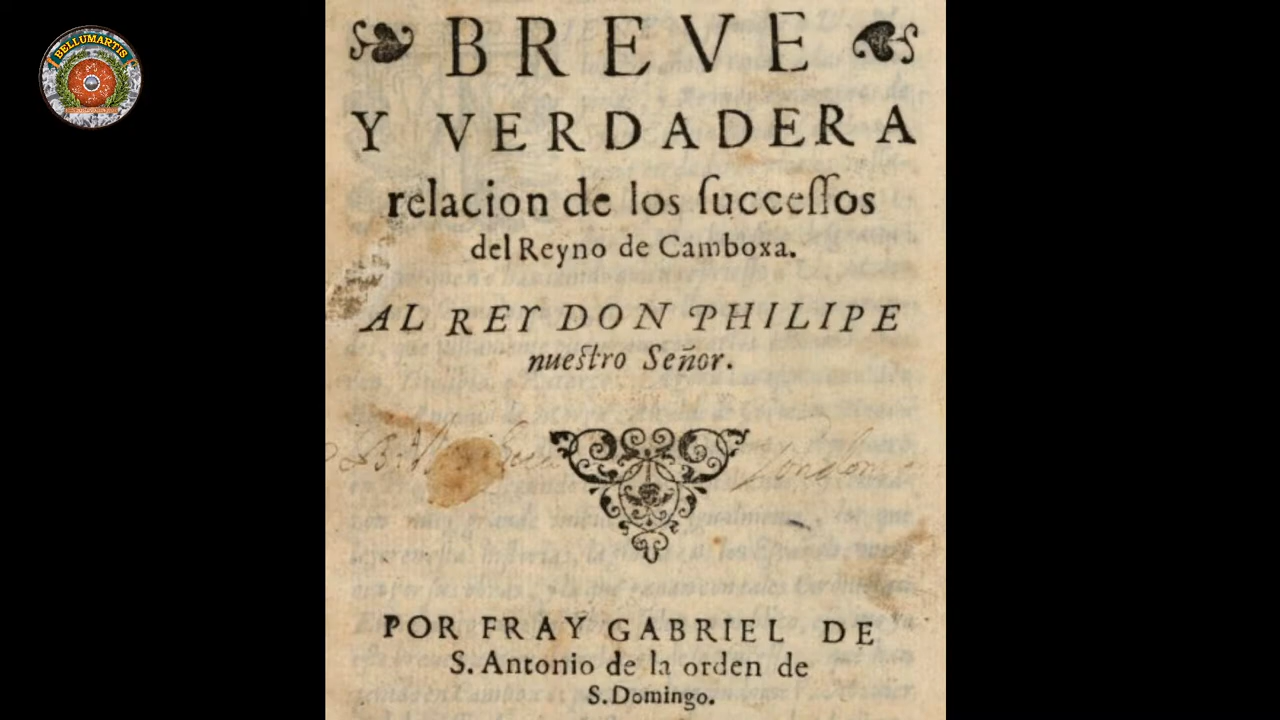 BELLUMARTIS
BREVE
Y VERDADERA
relacion de los ſucceſſos
del Reyno de Camboxa.
AL REY DON PHILIPE
nueſtro Señor.
POR FRAY GABRIEL DE
S. Antonio de la orden de
S. Domingo.